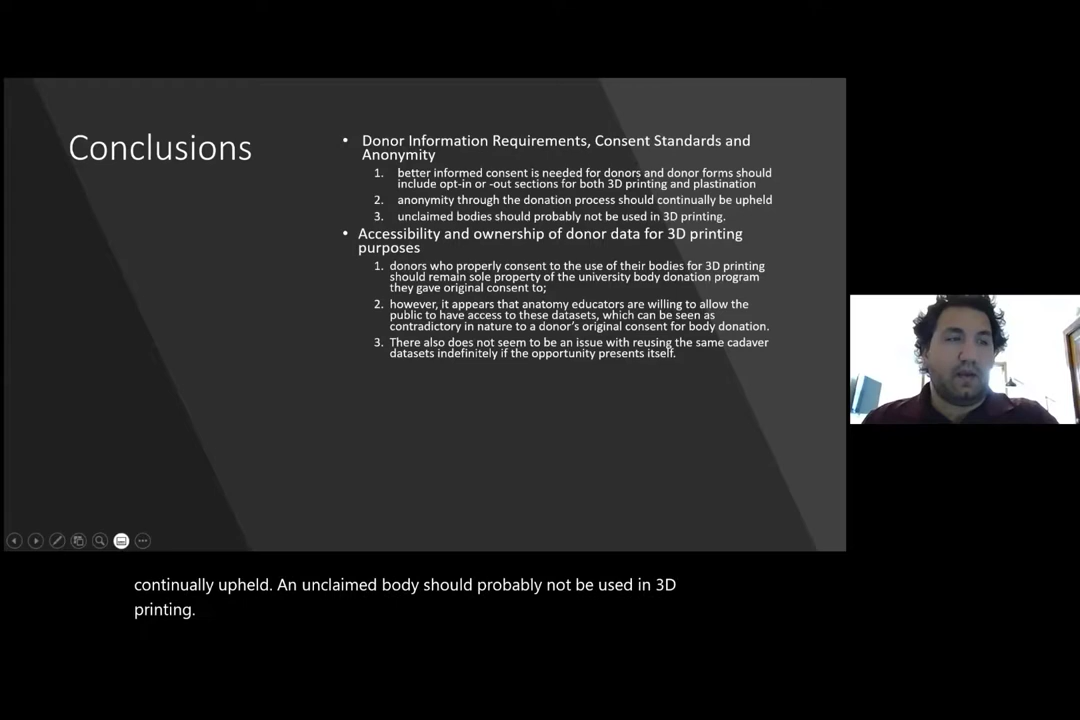 Conclusions
• Donor Information Requirements, Consent Standards and
Anonymity
1. better informed consent is needed for donors and donor forms should
include opt-in or -out sections for both 3D printing and plastination
2. anonymity through the donation process should continually be upheld
3. unclaimed bodies should probably not be used in 3D printing.
• Accessibility and ownership of donor data for 3D printing
purposes
1. donors who properly consent to the use of their bodies for 3D printing
should remain sole property of the university body donation program
they gave original consent to;
2. however, it appears that anatomy educators are willing to allow the
public to have access to these datasets, which can be seen as
contradictory in nature to a donor's original consent for body donation.
3. There also does not seem to be an issue with reusing the same cadaver
datasets indefinitely if the opportunity presents itself.
continually upheld. An unclaimed body should probably not be used in 3D
printing.